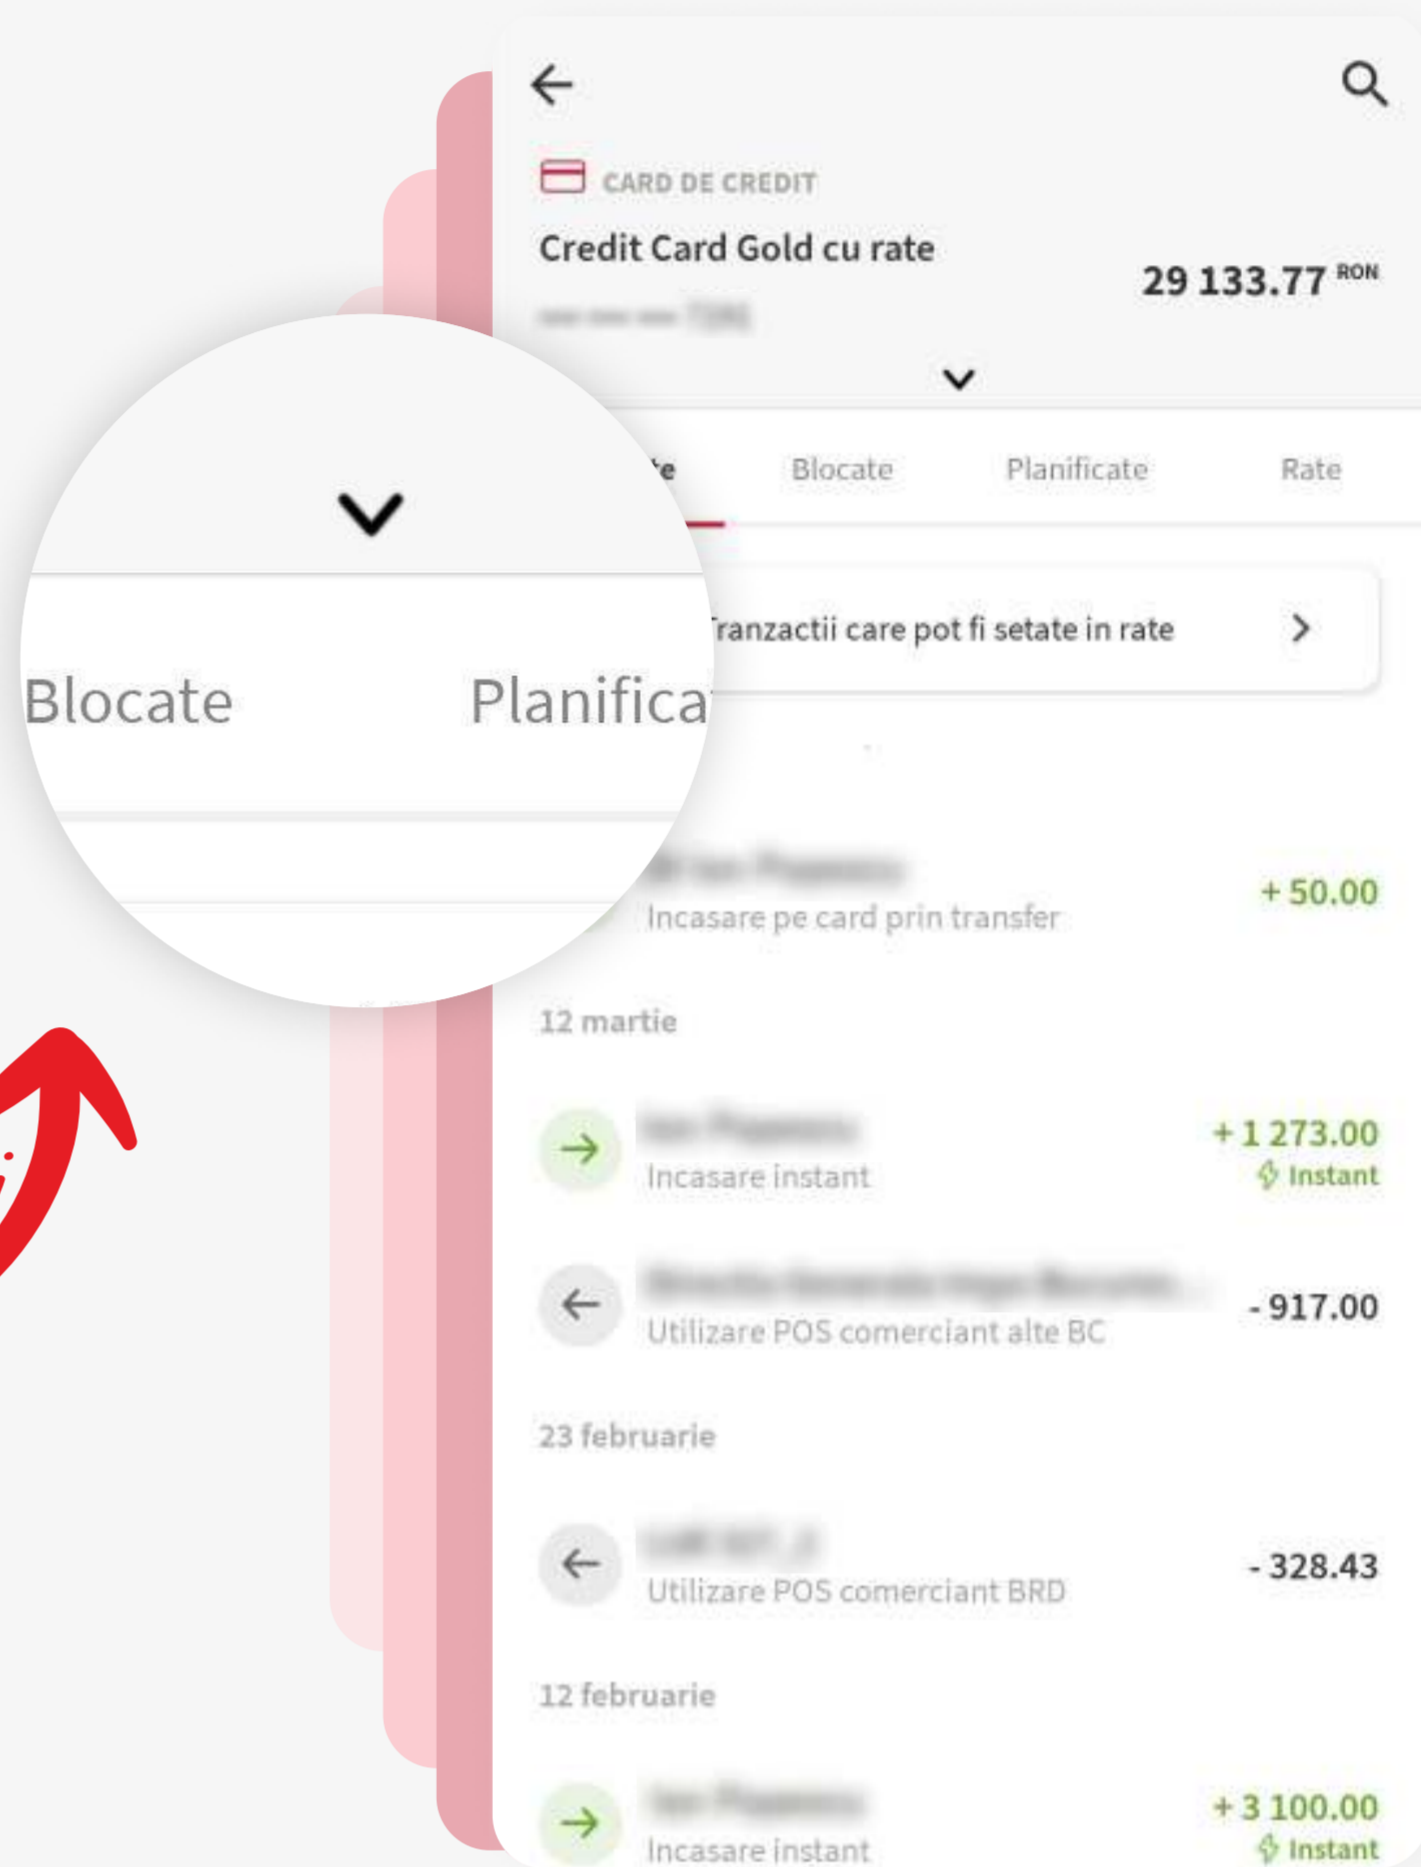 CARD DE CREDIT
Credit Card Gold cu rate
29 133.77 RON
Blocate
Planificate
Rate
Blocate
Planifica
Tranzactii care pot fi setate in rate
+ 50.00
Incasare pe card prin transfer
12 martie
+ 1 273.00
Incasare instant
Instant
- 917.00
Utilizare POS comerciant alte BC
23 februarie
- 328.43
Utilizare POS comerciant BRD
12 februarie
+ 3 100.00
Incasare instant
Instant